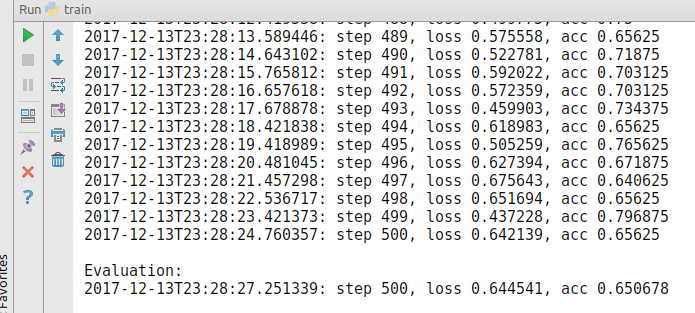 Run train
2017-12-13T23:28:13.589446: step 489, loss 0.575558, acc 0.65625
2017-12-13T23:28:14.643102: step 490, loss 0.522781, acc 0.71875
2017-12-13T23:28:15.765812: step 491, loss 0.592022, acc 0.703125
2017-12-13T23:28:16.657618: step 492, loss 0.572359, acc 0.703125
2017-12-13T23:28:17.678878: step 493, loss 0.459903, acc 0.734375
2017-12-13T23:28:18.421838: step 494, loss 0.618983, acc 0.65625
2017-12-13T23:28:19.418989: step 495, loss 0.505259, acc 0.765625
2017-12-13T23:28:20.481045: step 496, loss 0.627394, acc 0.671875
2017-12-13T23:28:21.457298: step 497, loss 0.675643, acc 0.640625
2017-12-13T23:28:22.536717: step 498, loss 0.651694, acc 0.65625
2017-12-13T23:28:23.421373: step 499, loss 0.437228, acc 0.796875
2017-12-13T23:28:24.760357: step 500, loss 0.642139, acc 0.65625
Evaluation:
2017-12-13T23:28:27.251339: step 500, loss 0.644541, acc 0.650678
Favorites